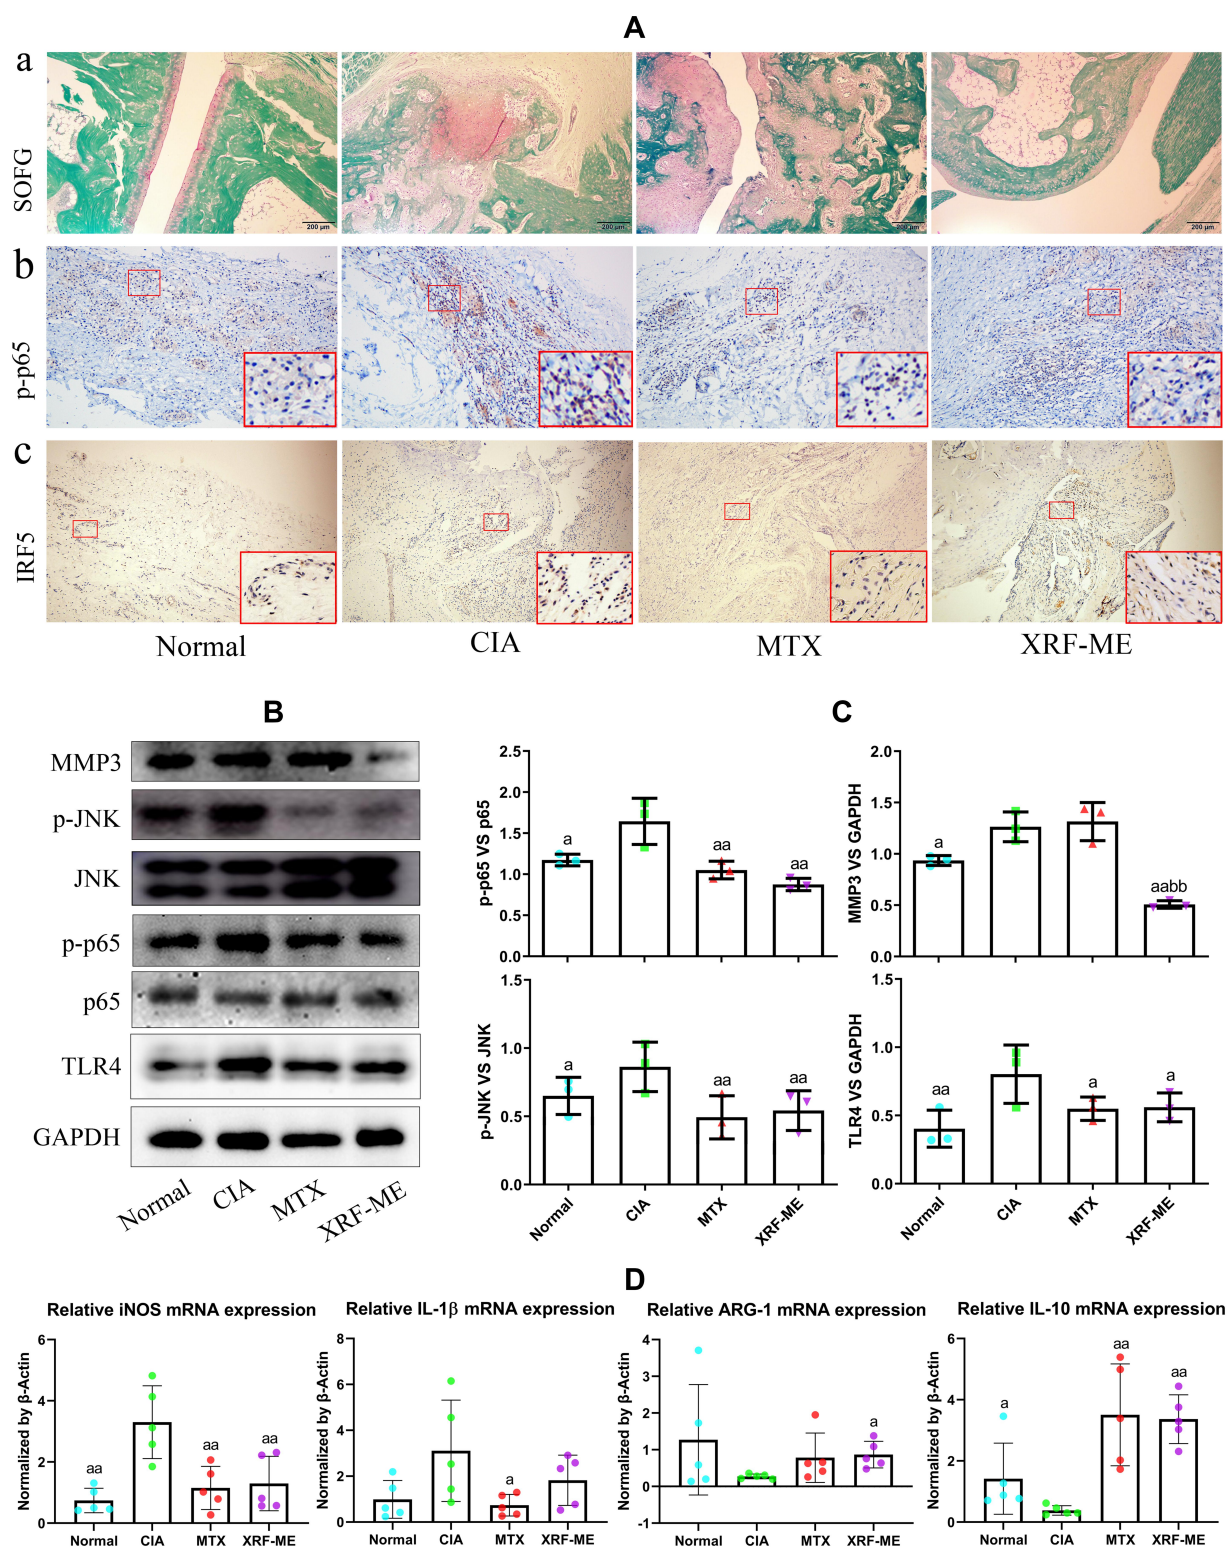 A
a
SOFG
200 μm
200 μm
200 μm
200 μm
b
p-p65
c
IRF5
Normal
CIA
MTX
XRF-ME
B
MMP3
p-JNK
JNK
p-p65
p65
TLR4
GAPDH
Normal
CIA
MTX
XRF-ME
C
p-p65 VS p65
2.5
2.0
1.5
1.0
0.5
0.0
a
aa
aa
MMP3 VS GAPDH
2.0
1.5
1.0
0.5
0.0
a
aabb
p-JNK VS JNK
1.5
1.0
0.5
0.0
a
aa
aa
Normal
CIA
MTX
XRF-ME
TLR4 VS GAPDH
1.5
1.0
0.5
0.0
aa
a
a
Normal
CIA
MTX
XRF-ME
D
Relative iNOS mRNA expression
Normalized by β-Actin
6
4
2
0
aa
aa
aa
Normal
CIA
MTX
XRF-ME
Relative IL-1β mRNA expression
Normalized by β-Actin
8
6
4
2
0
a
Normal
CIA
MTX
XRF-ME
Relative ARG-1 mRNA expression
Normalized by β-Actin
4
3
2
1
0
-1
a
Normal
CIA
MTX
XRF-ME
Relative IL-10 mRNA expression
Normalized by β-Actin
6
4
2
0
a
aa
aa
Normal
CIA
MTX
XRF-ME